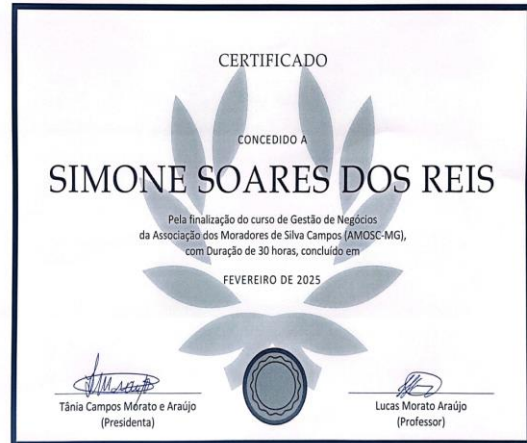 CERTIFICADO
CONCEDIDO A
SIMONE SOARES DOS REIS
Pela finalização do curso de Gestão de Negócios
da Associação dos Moradores de Silva Campos (AMOSC-MG),
com Duração de 30 horas, concluído em
FEVEREIRO DE 2025
Tânia Campos Morato e Araújo
(Presidenta)
Lucas Morato Araújo
(Professor)